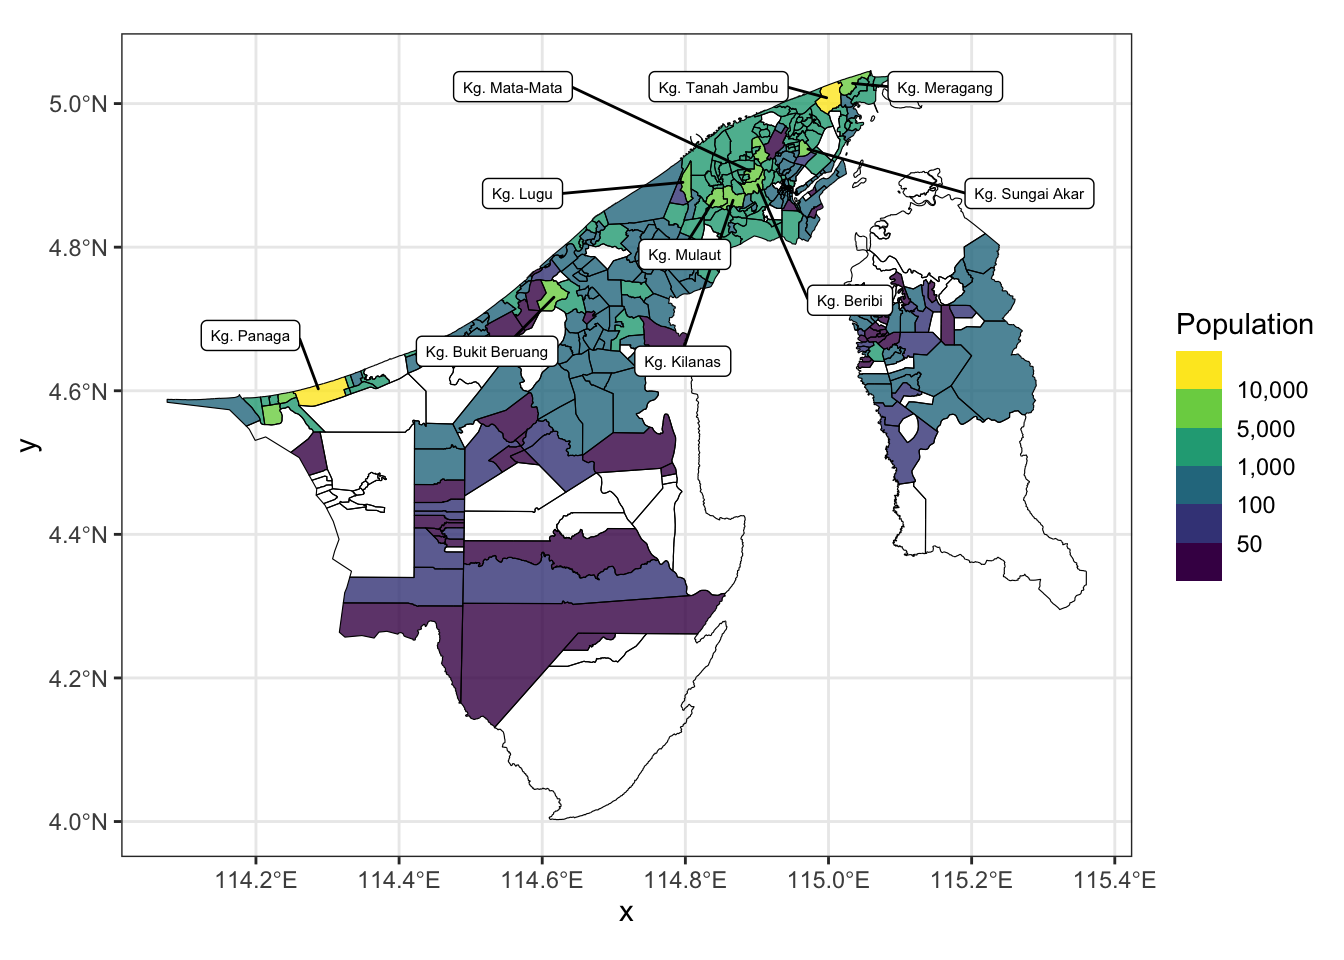 Kg. Mata-Mata
Kg. Tanah Jambu
Kg. Meragang
Kg. Lugu
Kg. Sungai Akar
Kg. Mulaut
Kg. Beribi
Kg. Panaga
Kg. Bukit Beruang
Kg. Kilanas
5.0°N
4.8°N
4.6°N
4.4°N
4.2°N
4.0°N
y
114.2°E
114.4°E
114.6°E
114.8°E
115.0°E
115.2°E
115.4°E
x
Population
10,000
5,000
1,000
100
50